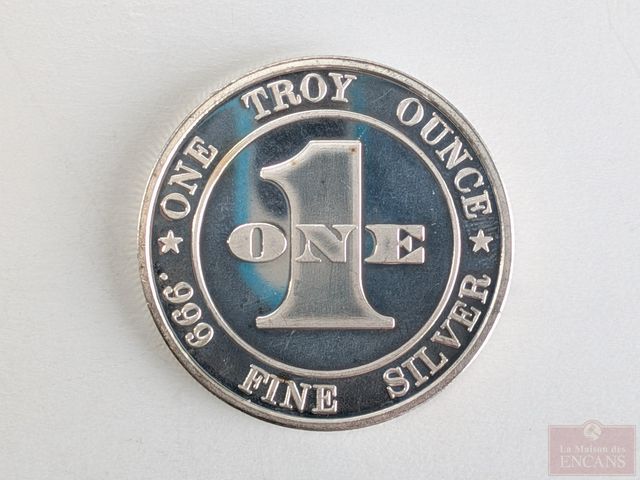 ONE TROY OUNCE
1
ONE
.999 FINE SILVER
La Maison des
ENCANS